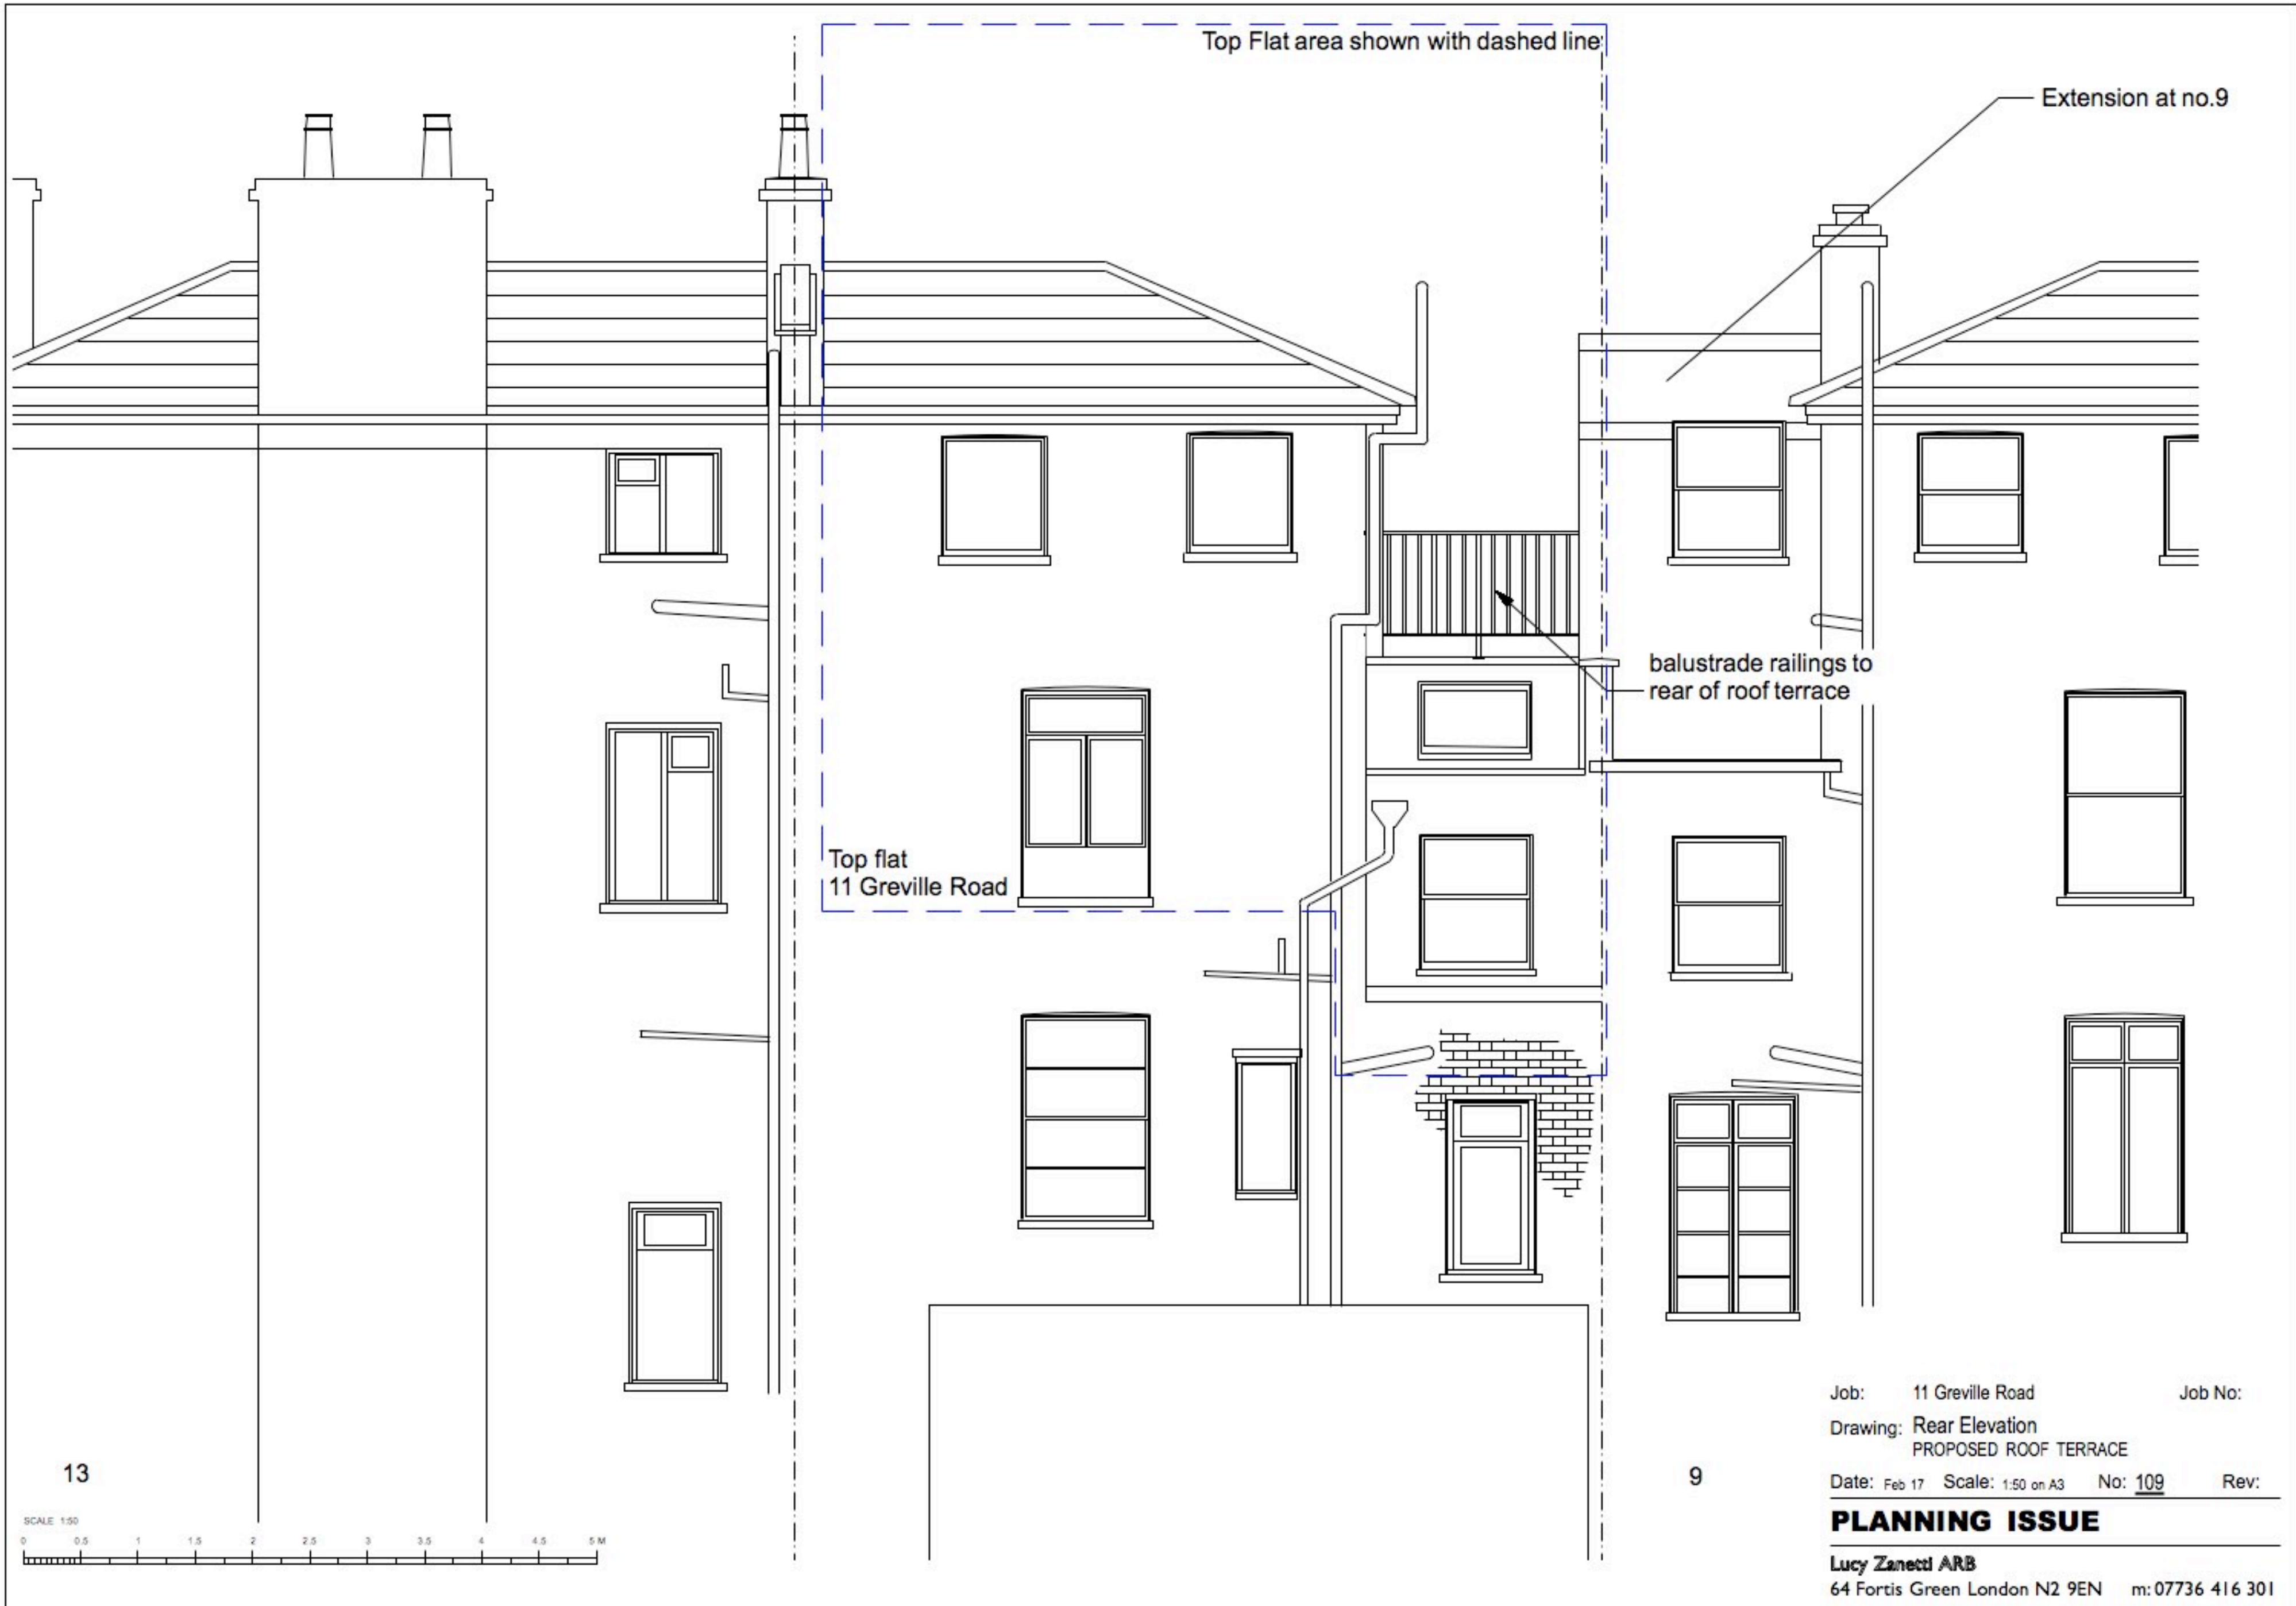 Top Flat area shown with dashed line
Extension at no.9
balustrade railings to
rear of roof terrace
Top flat
11 Greville Road
13
9
SCALE 1:50
0 0.5 1 1.5 2 2.5 3 3.5 4 4.5 5 M
Job: 11 Greville Road Job No:
Drawing: Rear Elevation
PROPOSED ROOF TERRACE
Date: Feb 17 Scale: 1:50 on A3 No: 109 Rev:
PLANNING ISSUE
Lucy Zanetti ARB
64 Fortis Green London N2 9EN m: 07736 416 301